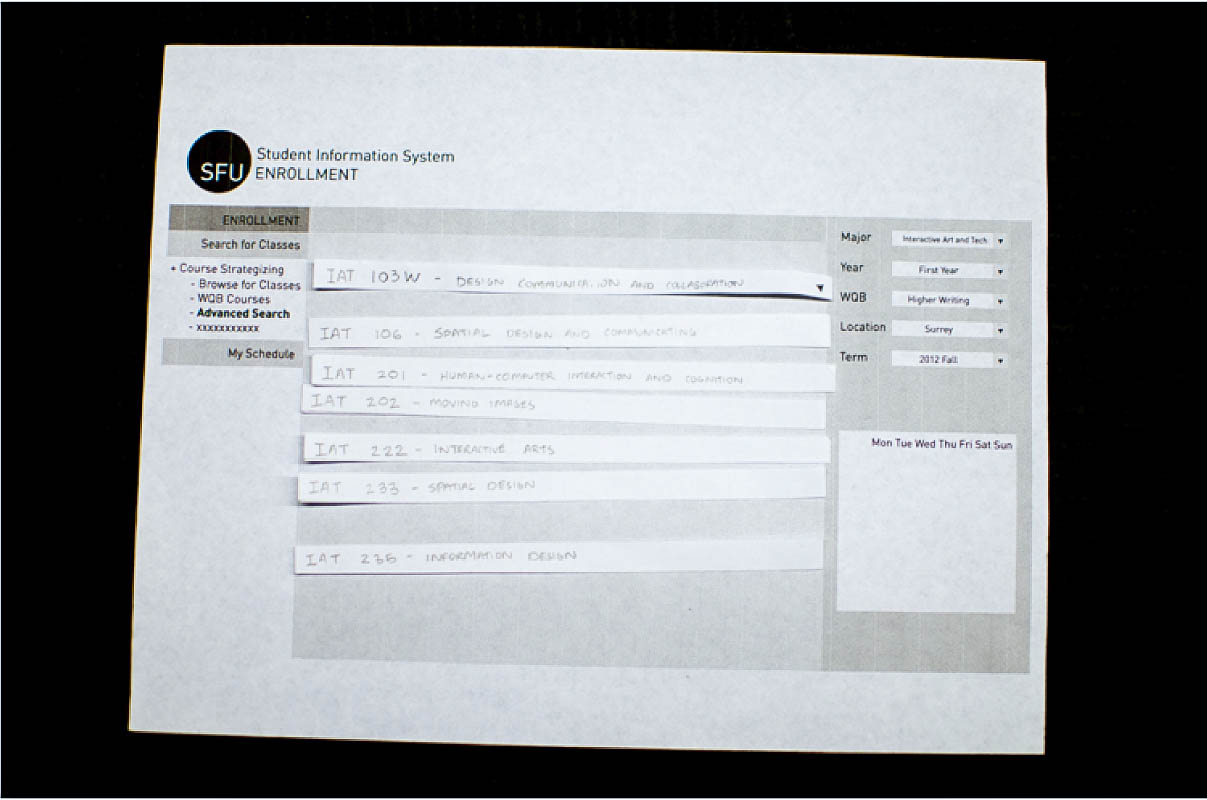 SFU
Student Information System
ENROLLMENT
ENROLLMENT
Search for Classes
+ Course Strategizing
- Browse for Classes
- WQB Courses
- Advanced Search
- xxxxxxxxxxx
My Schedule
IAT 103W - DESIGN COMMUNICATION AND COLLABORATION
IAT 106 - SPATIAL DESIGN AND COMMUNICATING
IAT 201 - HUMAN-COMPUTER INTERACTION AND COGNITION
IAT 202 - MOVING IMAGES
IAT 222 - INTERACTIVE ARTS
IAT 233 - SPATIAL DESIGN
IAT 235 - INFORMATION DESIGN
Major Interactive Art and Tech
Year First Year
WQB Higher Writing
Location Surrey
Term 2012 Fall
Mon Tue Wed Thu Fri Sat Sun